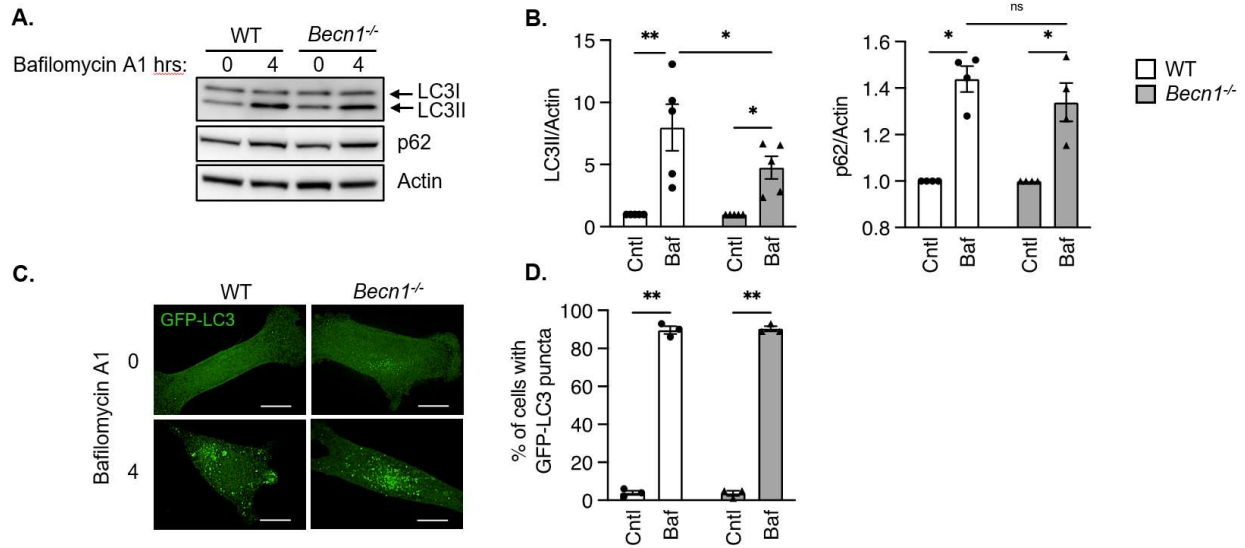 A.
WT Becn1-/-
Bafilomycin A1 hrs: 0 4 0 4
LC3I
LC3II
p62
Actin
B.
** * *
15
10
5
0
LC3II/Actin
Cntl Baf Cntl Baf
ns
* *
1.6
1.4
1.2
1.0
0.8
p62/Actin
Cntl Baf Cntl Baf
WT
Becn1-/-
C.
WT Becn1-/-
GFP-LC3
Bafilomycin A1
0
4
D.
** **
100
80
60
40
20
0
% of cells with
GFP-LC3 puncta
Cntl Baf Cntl Baf